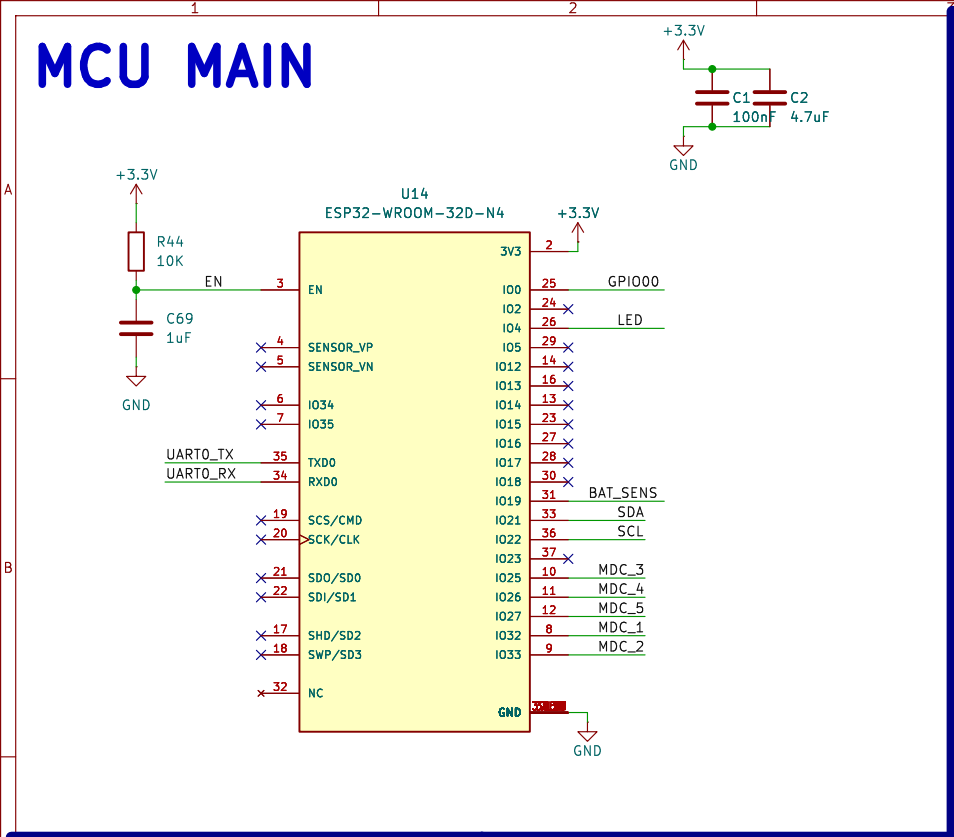 1
2
MCU MAIN
+3.3V
C1
100nF
C2
4.7uF
GND
A
+3.3V
R44
10K
EN
C69
1uF
GND
U14
ESP32-WROOM-32D-N4
+3.3V
3V3 2
3 EN
IO0 25 GPIO00
IO2 24
IO4 26 LED
4 SENSOR_VP
IO5 29
5 SENSOR_VN
IO12 14
IO13 16
6 IO34
IO14 13
7 IO35
IO15 23
IO16 27
UART0_TX 35 TXD0
IO17 28
UART0_RX 34 RXD0
IO18 30
IO19 31 BAT_SENS
19 SCS/CMD
IO21 33 SDA
20 SCK/CLK
IO22 36 SCL
IO23 37
B
21 SDO/SD0
IO25 10 MDC_3
22 SDI/SD1
IO26 11 MDC_4
IO27 12 MDC_5
17 SHD/SD2
IO32 8 MDC_1
18 SWP/SD3
IO33 9 MDC_2
32 NC
GND
GND